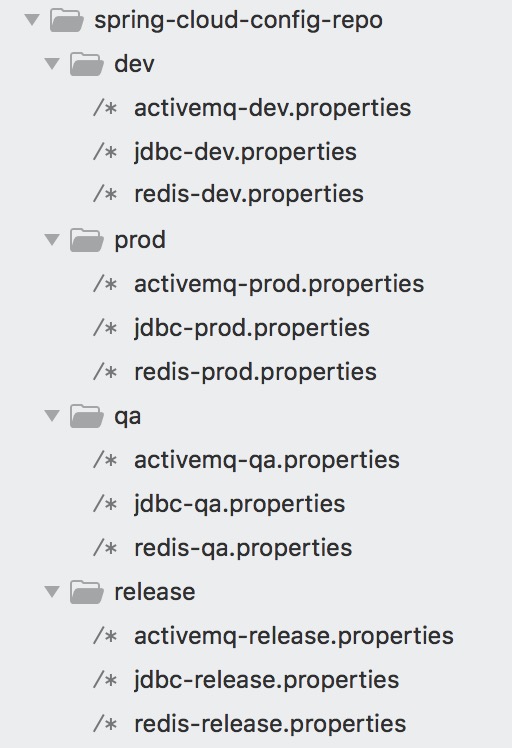 spring-cloud-config-repo
dev
/* activemq-dev.properties
/* jdbc-dev.properties
/* redis-dev.properties
prod
/* activemq-prod.properties
/* jdbc-prod.properties
/* redis-prod.properties
qa
/* activemq-qa.properties
/* jdbc-qa.properties
/* redis-qa.properties
release
/* activemq-release.properties
/* jdbc-release.properties
/* redis-release.properties